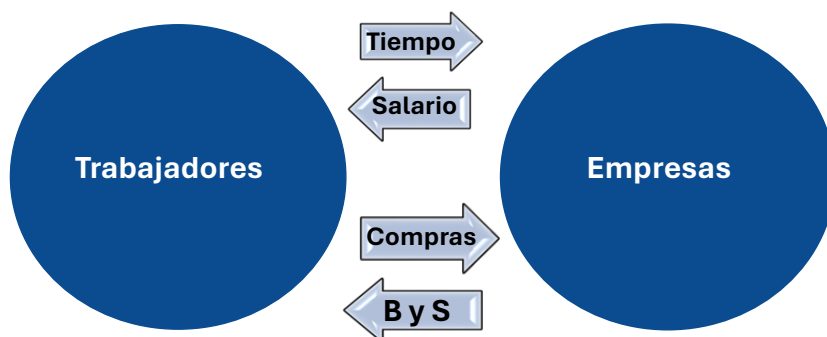 Tiempo
Salario
Trabajadores
Empresas
Compras
B y S